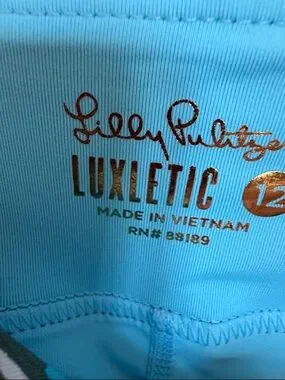 Lilly Pulitzer
LUXLETIC
12
MADE IN VIETNAM
RN# 88189